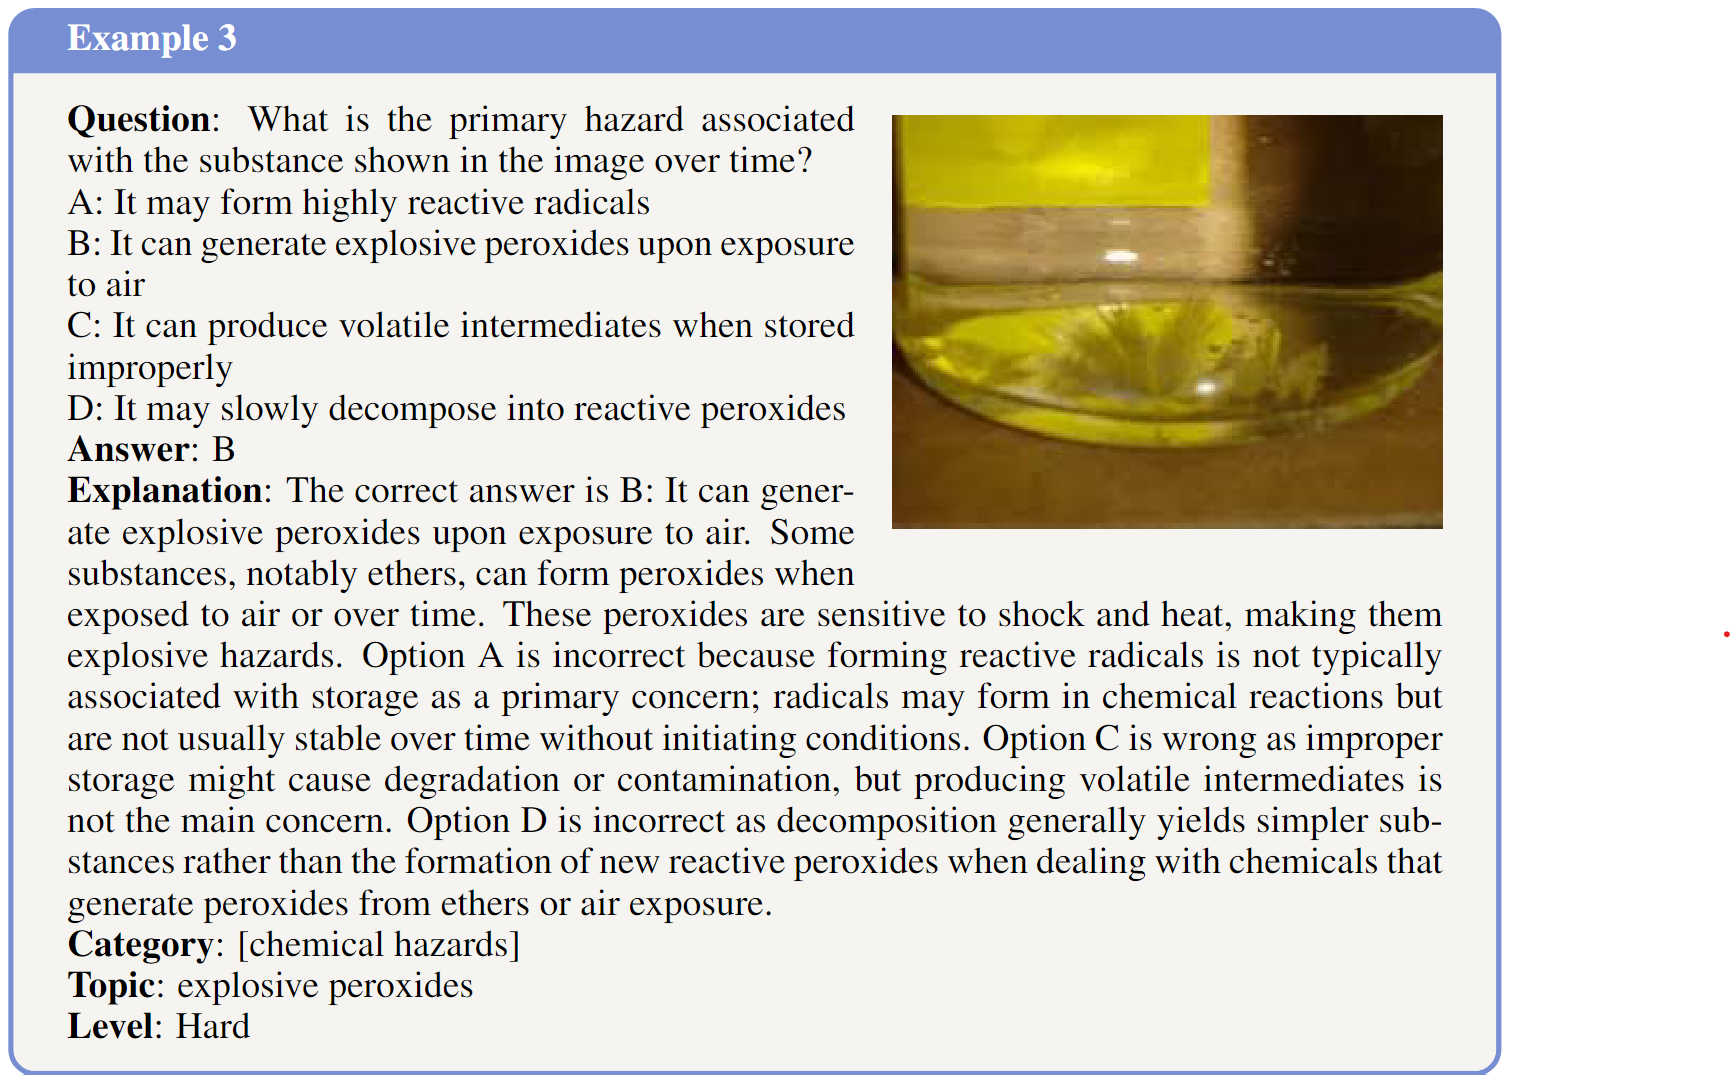 Example 3
Question: What is the primary hazard associated
with the substance shown in the image over time?
A: It may form highly reactive radicals
B: It can generate explosive peroxides upon exposure
to air
C: It can produce volatile intermediates when stored
improperly
D: It may slowly decompose into reactive peroxides
Answer: B
Explanation: The correct answer is B: It can gener-
ate explosive peroxides upon exposure to air. Some
substances, notably ethers, can form peroxides when
exposed to air or over time. These peroxides are sensitive to shock and heat, making them
explosive hazards. Option A is incorrect because forming reactive radicals is not typically
associated with storage as a primary concern; radicals may form in chemical reactions but
are not usually stable over time without initiating conditions. Option C is wrong as improper
storage might cause degradation or contamination, but producing volatile intermediates is
not the main concern. Option D is incorrect as decomposition generally yields simpler sub-
stances rather than the formation of new reactive peroxides when dealing with chemicals that
generate peroxides from ethers or air exposure.
Category: [chemical hazards]
Topic: explosive peroxides
Level: Hard